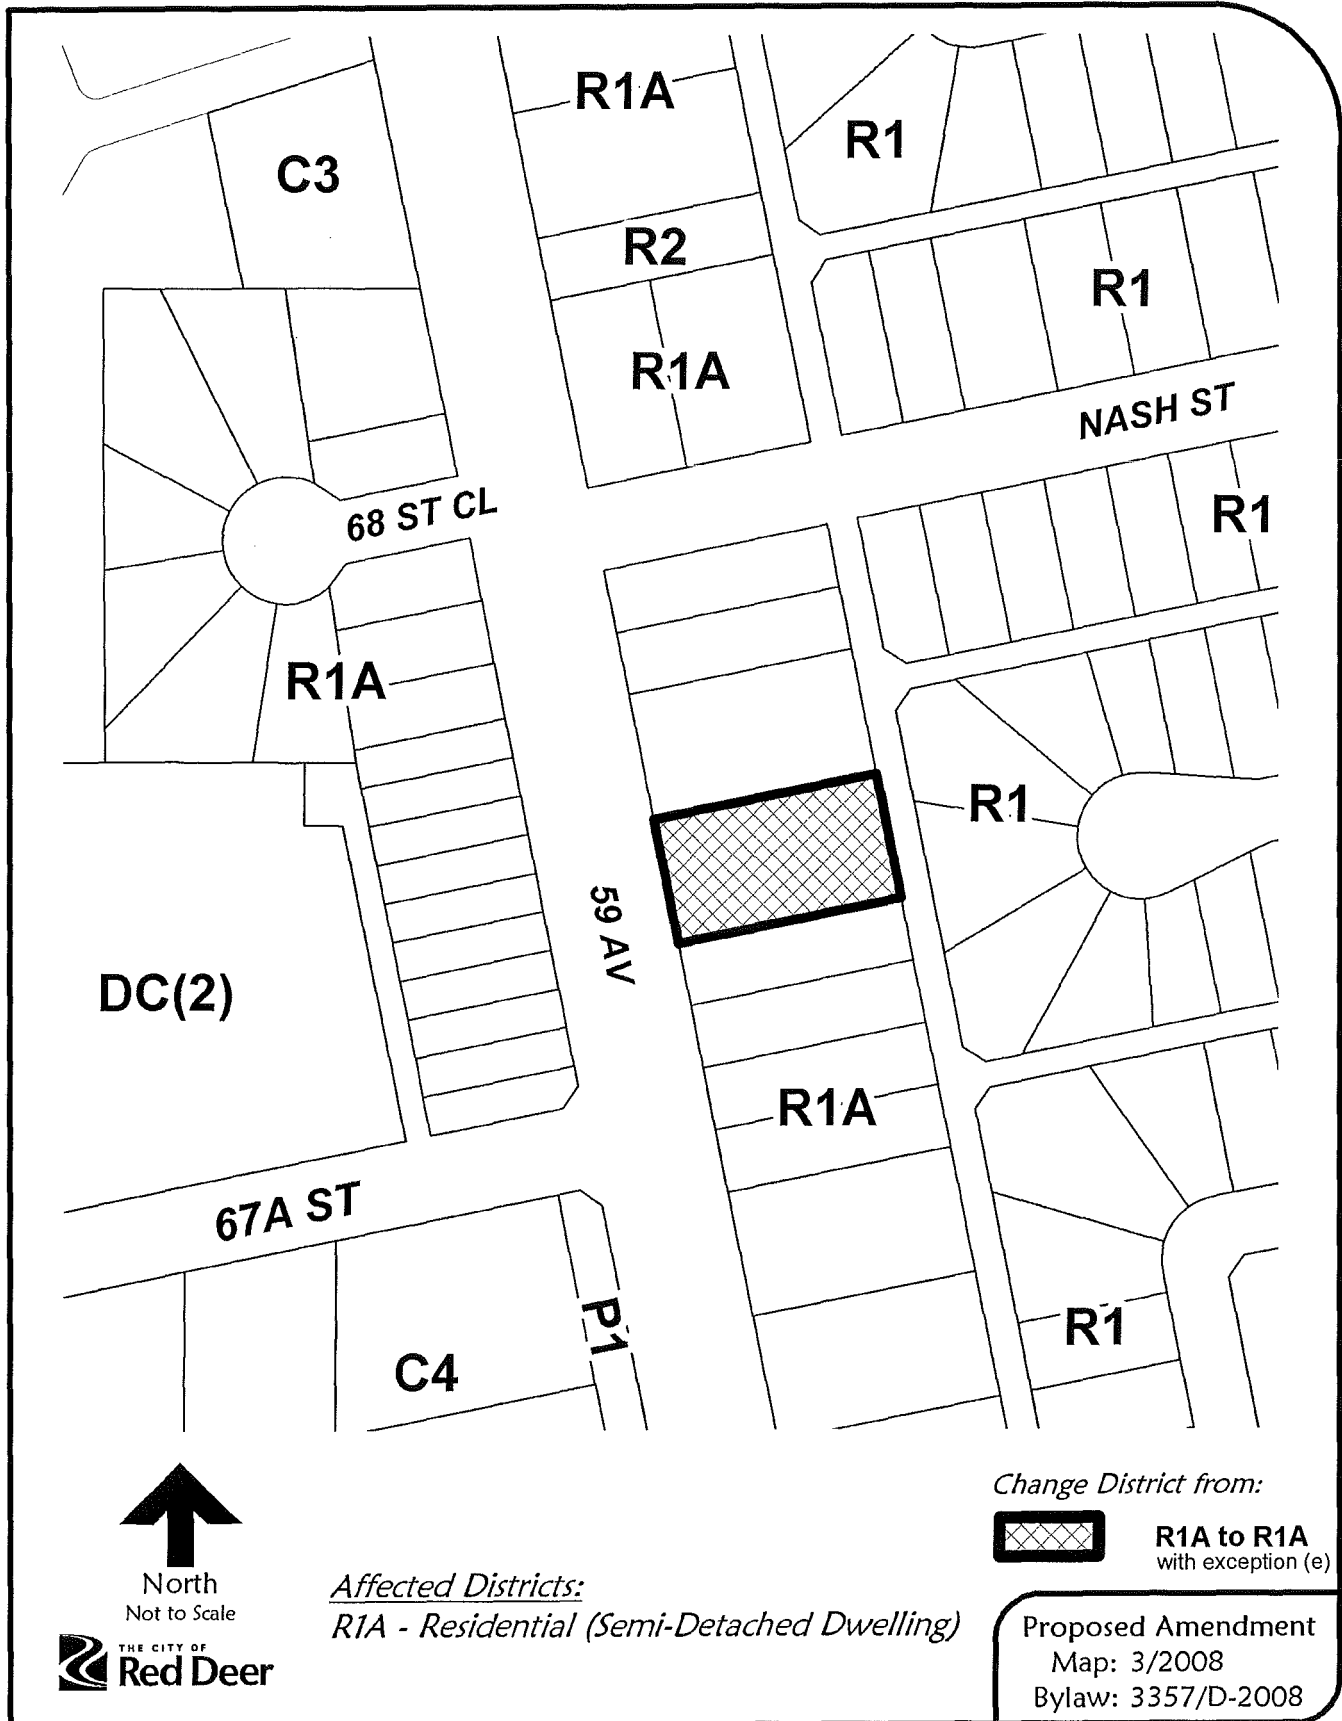 R1A
R1
C3
R2
R1
R1A
NASH ST
68 ST CL
R1
R1A
R1
59 AV
DC(2)
R1A
67A ST
P1
R1
C4
Change District from:
R1A to R1A
with exception (e)
North
Not to Scale
Affected Districts:
R1A - Residential (Semi-Detached Dwelling)
THE CITY OF
Red Deer
Proposed Amendment
Map: 3/2008
Bylaw: 3357/D-2008